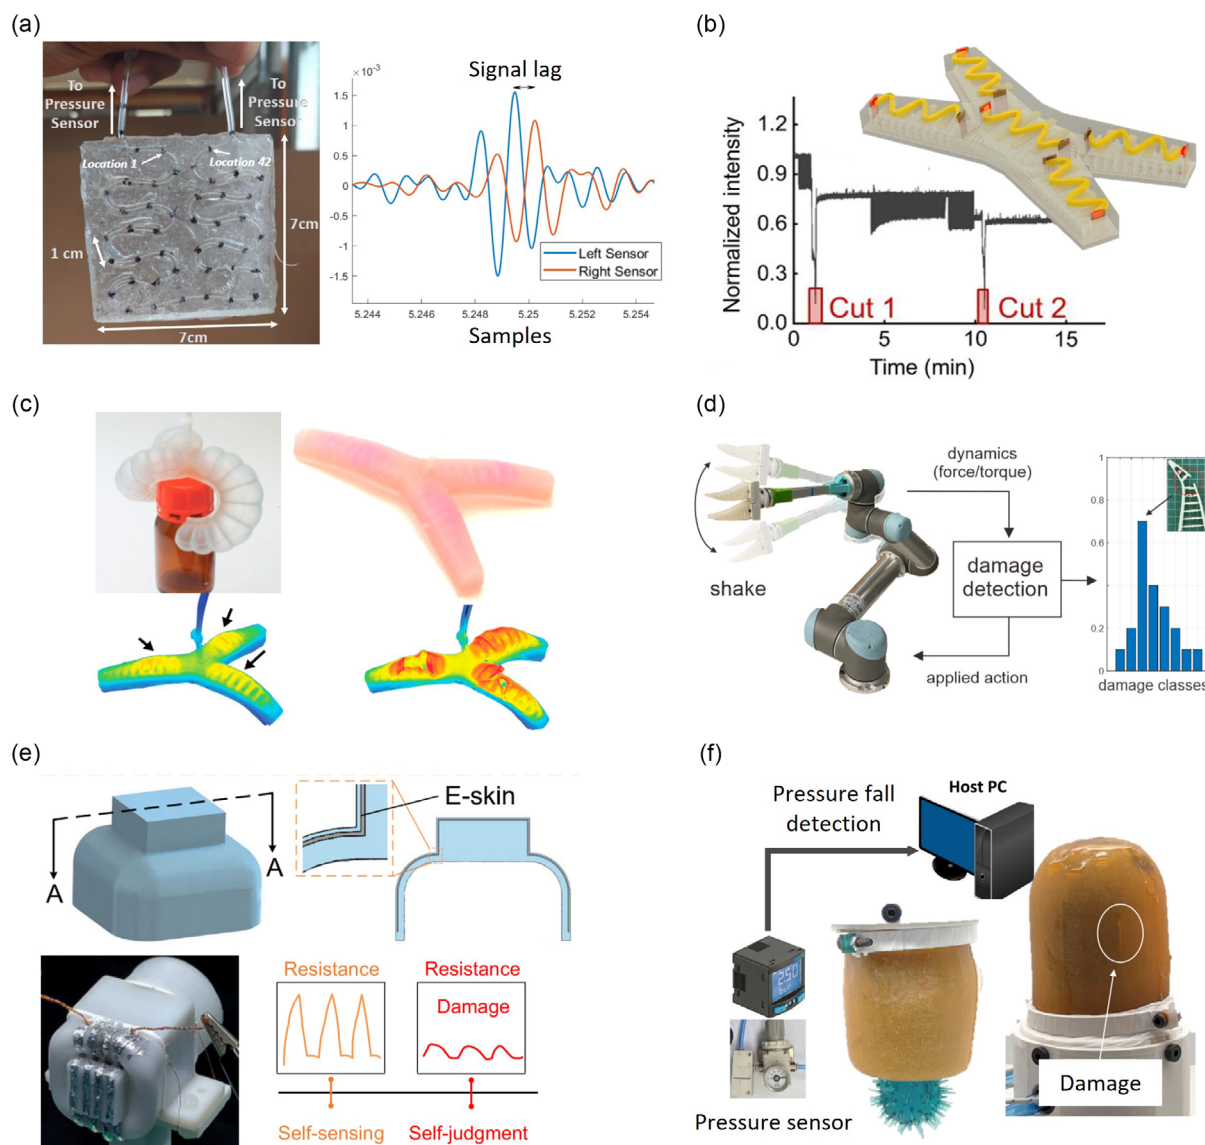 (a)
To
Pressure
Sensor
To
Pressure
Sensor
Location 1
Location 42
1 cm
7cm
7cm
×10⁻³
Signal lag
1.5
1
0.5
0
-0.5
-1
-1.5
Left Sensor
Right Sensor
5.244
5.246
5.248
5.25
5.252
5.254
Samples
(b)
Normalized intensity
1.2
0.9
0.6
0.3
0.0
Cut 1
Cut 2
0
5
10
15
Time (min)
(c)
(d)
shake
dynamics
(force/torque)
damage
detection
applied action
1
0.8
0.6
0.4
0.2
0
damage classes
(e)
A
A
E-skin
Resistance
Self-sensing
Resistance
Damage
Self-judgment
(f)
Pressure fall
detection
Host PC
250
Pressure sensor
Damage